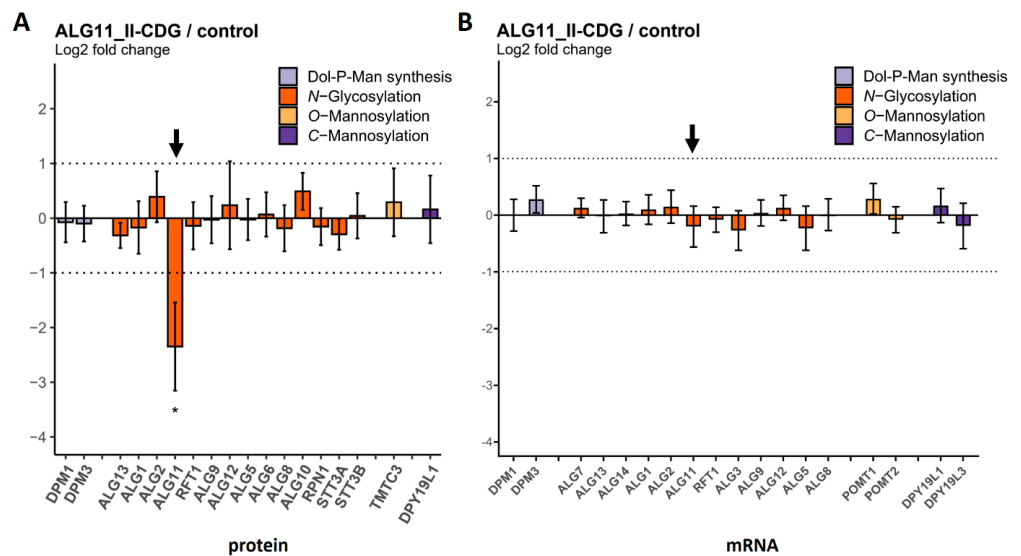 A
ALG11_II-CDG / control
Log2 fold change
Dol-P-Man synthesis
N-Glycosylation
O-Mannosylation
C-Mannosylation
2
1
0
−1
−2
−3
−4
*
DPM1
DPM3
ALG13
ALG1
ALG2
ALG11
RFT1
ALG9
ALG12
ALG5
ALG6
ALG8
ALG10
RPN1
STT3A
STT3B
TMTC3
DPY19L1
protein
B
ALG11_II-CDG / control
Log2 fold change
Dol-P-Man synthesis
N-Glycosylation
O-Mannosylation
C-Mannosylation
2
1
0
-1
-2
-3
-4
DPM1
DPM3
ALG7
ALG13
ALG14
ALG1
ALG2
ALG11
RFT1
ALG3
ALG9
ALG12
ALG5
ALG8
POMT1
POMT2
DPY19L1
DPY19L3
mRNA